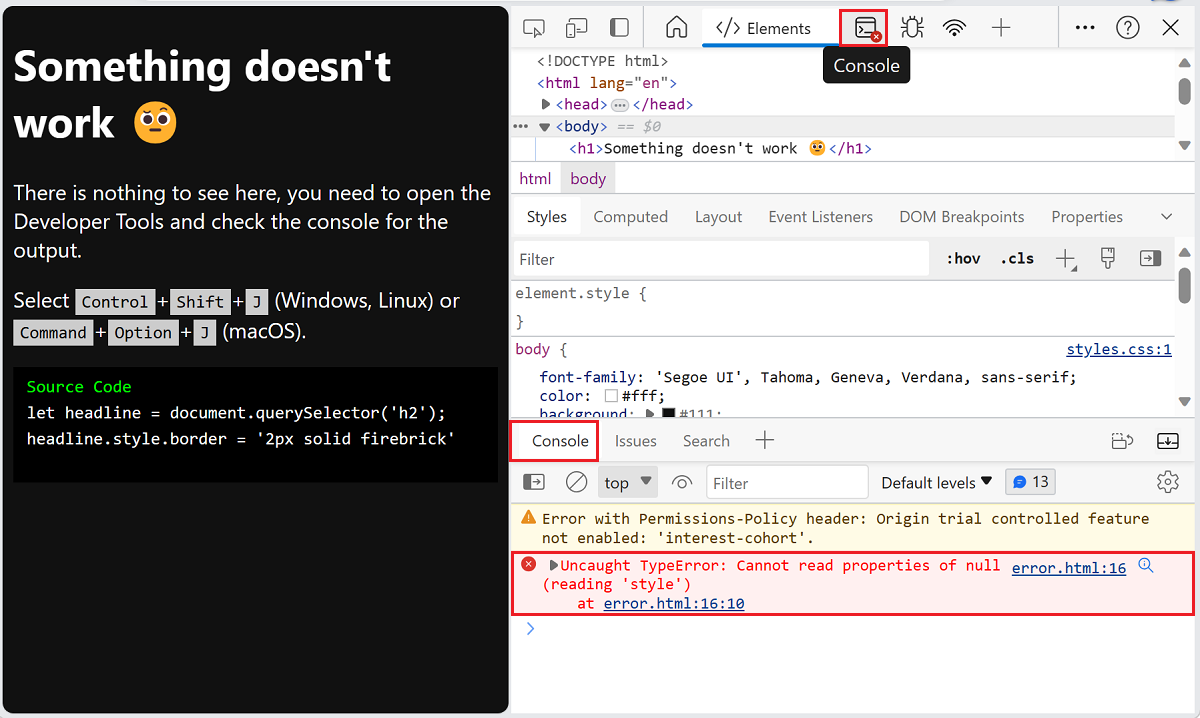 Something doesn't
work 🤨
There is nothing to see here, you need to open the
Developer Tools and check the console for the
output.
Select Control+Shift+J (Windows, Linux) or
Command+Option+J (macOS).
Source Code
let headline = document.querySelector('h2');
headline.style.border = '2px solid firebrick'
Elements
Console
<!DOCTYPE html>
<html lang="en">
<head>…</head>
<body> == $0
<h1>Something doesn't work 🤨</h1>
html body
Styles Computed Layout Event Listeners DOM Breakpoints Properties
Filter :hov .cls
element.style {
}
body { styles.css:1
font-family: 'Segoe UI', Tahoma, Geneva, Verdana, sans-serif;
color: #fff;
background: #111;
Console Issues Search
top Filter Default levels 13
Error with Permissions-Policy header: Origin trial controlled feature
not enabled: 'interest-cohort'.
Uncaught TypeError: Cannot read properties of null error.html:16
(reading 'style')
at error.html:16:10